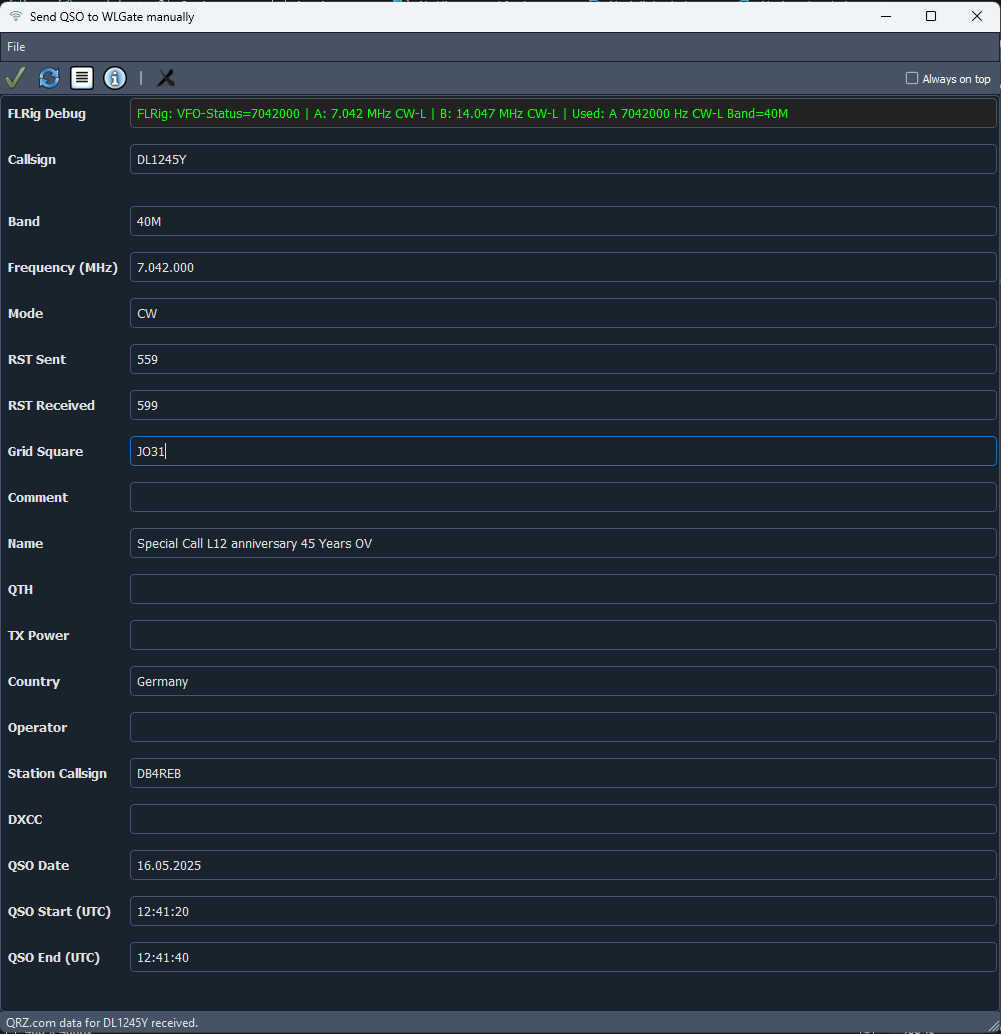 Send QSO to WLGate manually
File
Always on top
FLRig Debug FLRig: VFO-Status=7042000 | A: 7.042 MHz CW-L | B: 14.047 MHz CW-L | Used: A 7042000 Hz CW-L Band=40M
Callsign DL1245Y
Band 40M
Frequency (MHz) 7.042.000
Mode CW
RST Sent 559
RST Received 599
Grid Square JO31
Comment
Name Special Call L12 anniversary 45 Years OV
QTH
TX Power
Country Germany
Operator
Station Callsign DB4REB
DXCC
QSO Date 16.05.2025
QSO Start (UTC) 12:41:20
QSO End (UTC) 12:41:40
QRZ.com data for DL1245Y received.